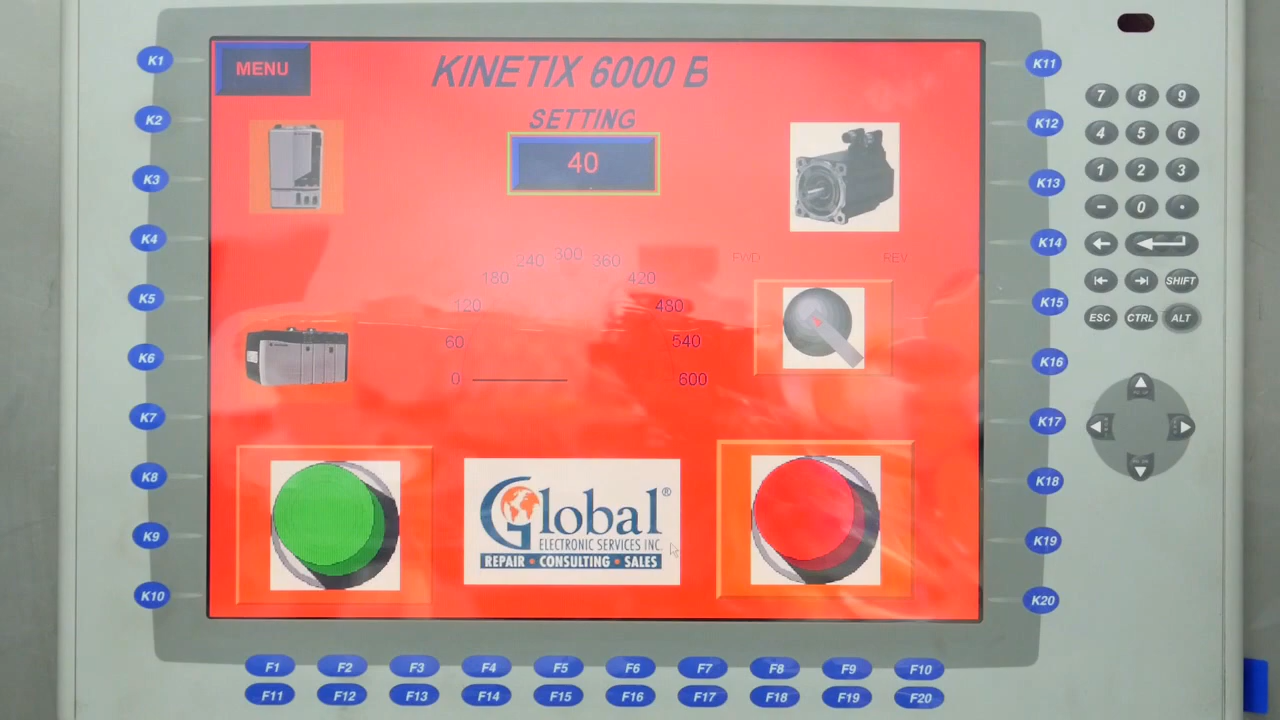 MENU
KINETIX 6000 B
SETTING
40
0
60
120
180
240
300
360
420
480
540
600
FWD
REV
Global®
ELECTRONIC SERVICES INC.
REPAIR • CONSULTING • SALES
K1
K2
K3
K4
K5
K6
K7
K8
K9
K10
K11
K12
K13
K14
K15
K16
K17
K18
K19
K20
7 8 9
4 5 6
1 2 3
- 0 .
SHIFT
ESC CTRL ALT
F1 F2 F3 F4 F5 F6 F7 F8 F9 F10
F11 F12 F13 F14 F15 F16 F17 F18 F19 F20